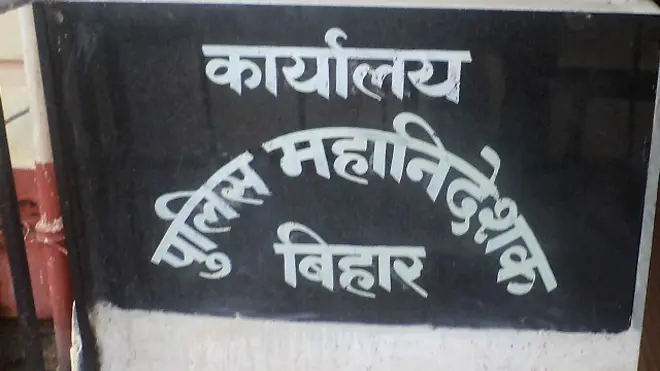 कार्यालय
पुलिस महानिदेशक
बिहार